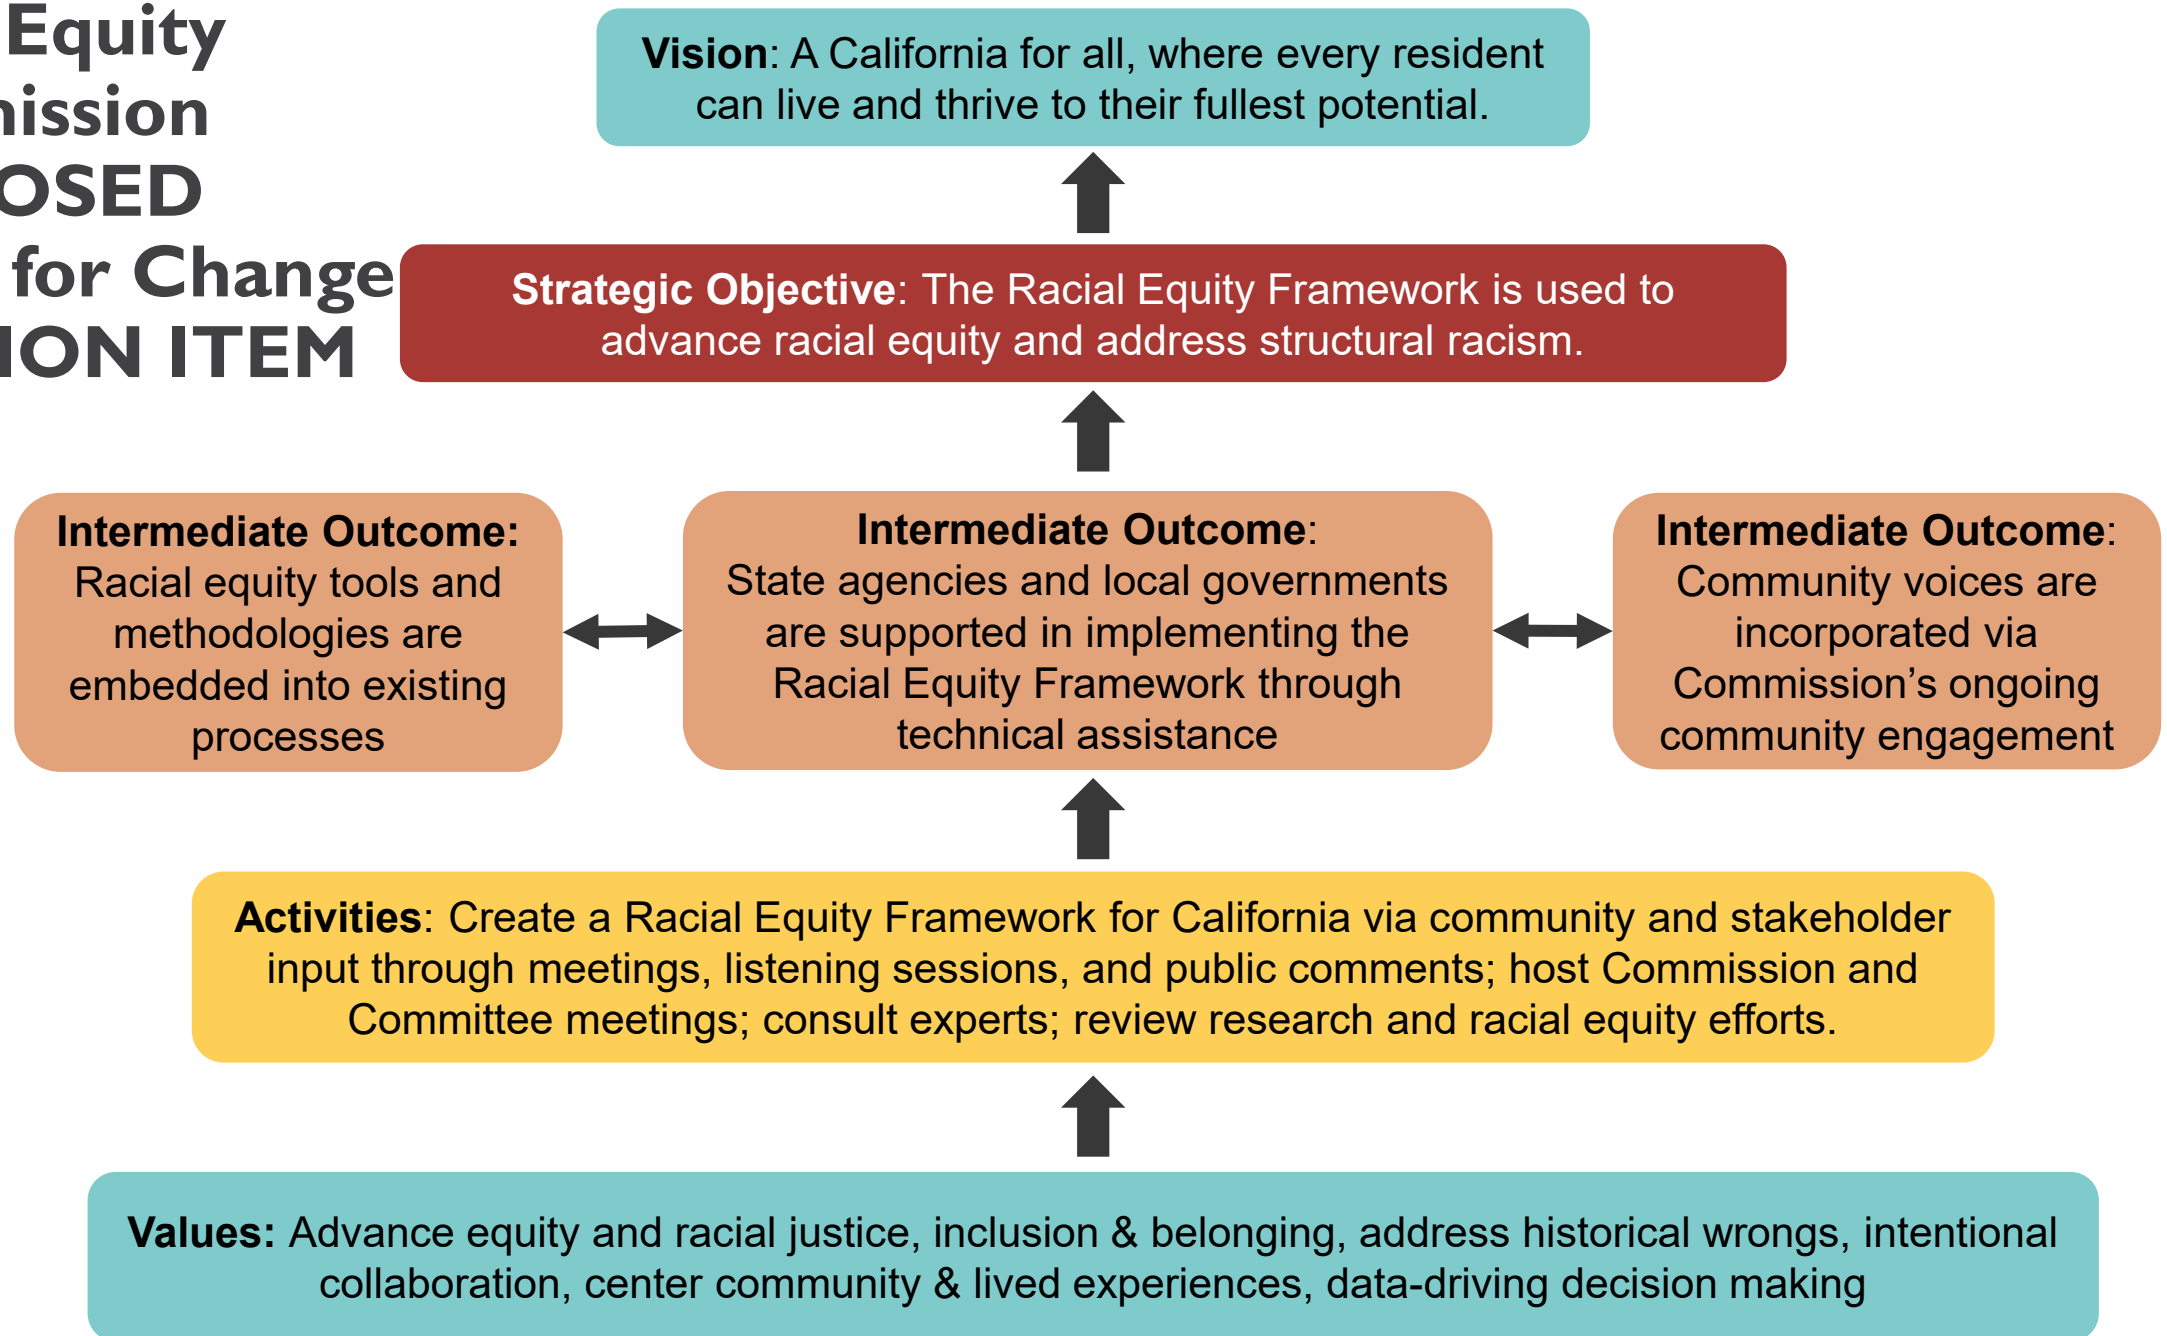 Equity
mission
OSED
for Change
ION ITEM
Vision: A California for all, where every resident
can live and thrive to their fullest potential.
Strategic Objective: The Racial Equity Framework is used to
advance racial equity and address structural racism.
Intermediate Outcome:
Racial equity tools and
methodologies are
embedded into existing
processes
Intermediate Outcome:
State agencies and local governments
are supported in implementing the
Racial Equity Framework through
technical assistance
Intermediate Outcome:
Community voices are
incorporated via
Commission’s ongoing
community engagement
Activities: Create a Racial Equity Framework for California via community and stakeholder
input through meetings, listening sessions, and public comments; host Commission and
Committee meetings; consult experts; review research and racial equity efforts.
Values: Advance equity and racial justice, inclusion & belonging, address historical wrongs, intentional
collaboration, center community & lived experiences, data-driving decision making